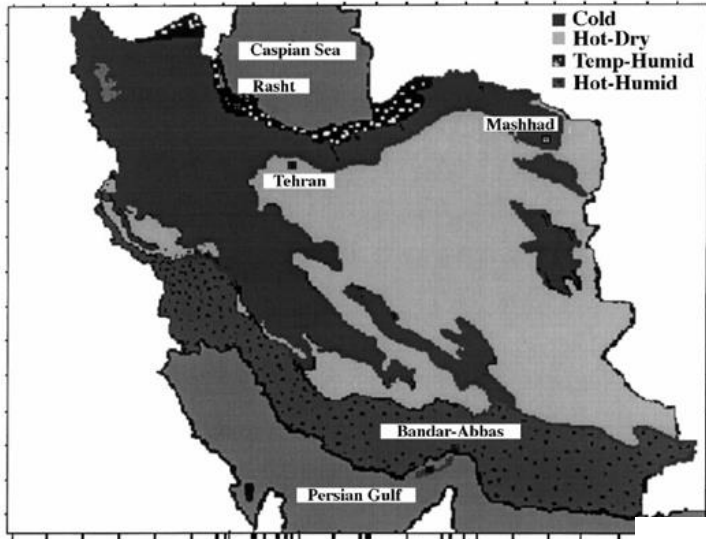 Caspian Sea
Rasht
Cold
Hot-Dry
Temp-Humid
Hot-Humid
Mashhad
Tehran
Bandar-Abbas
Persian Gulf